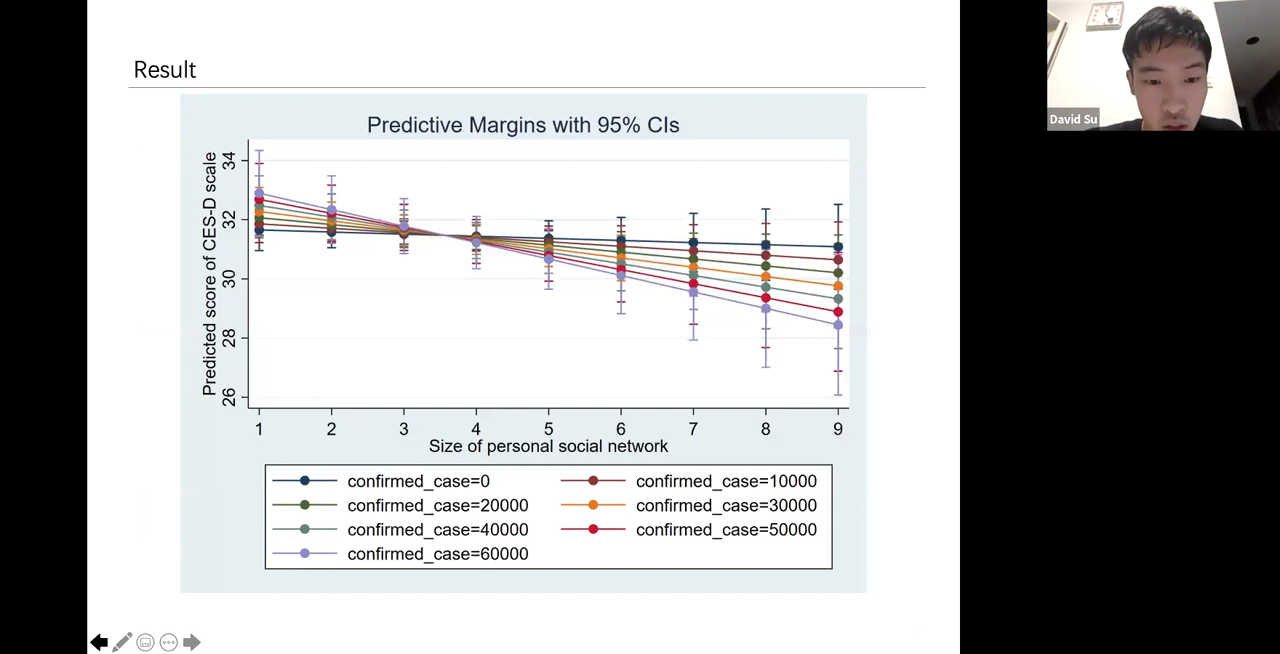 Result
Predictive Margins with 95% CIs
Predicted score of CES-D scale
34
32
30
28
26
1 2 3 4 5 6 7 8 9
Size of personal social network
confirmed_case=0 confirmed_case=10000
confirmed_case=20000 confirmed_case=30000
confirmed_case=40000 confirmed_case=50000
confirmed_case=60000
David Su